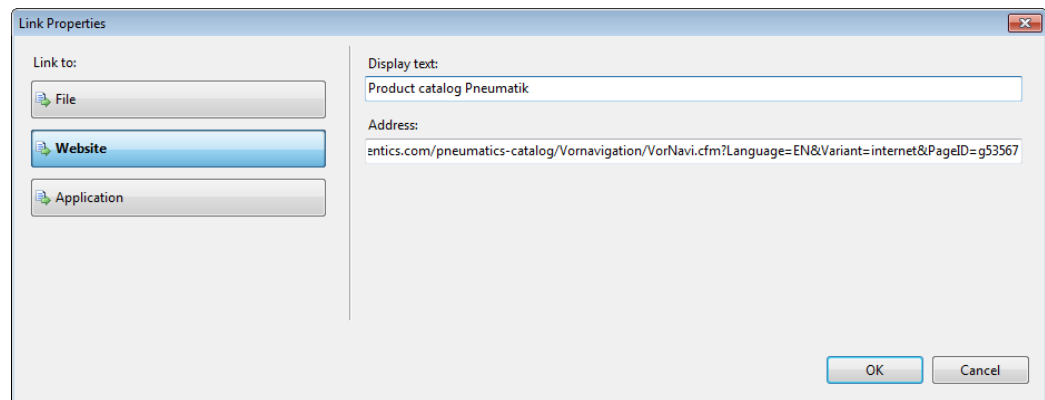 Link Properties
Link to:
File
Website
Application
Display text:
Product catalog Pneumatik
Address:
entics.com/pneumatics-catalog/Vornavigation/VorNavi.cfm?Language=EN&Variant=internet&PageID=g53567
OK
Cancel